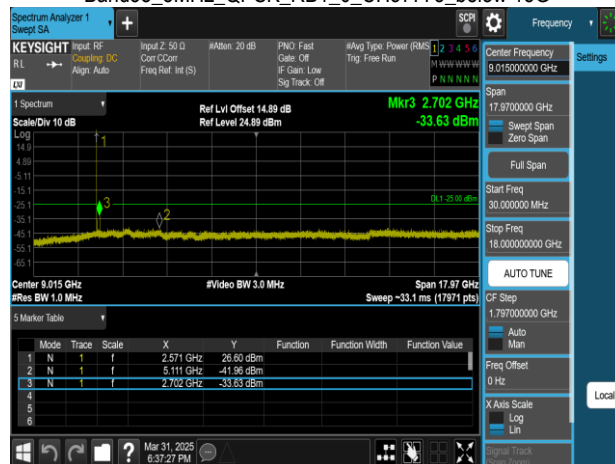 Spectrum Analyzer 1
Swept SA
+
SCPI
Frequency
KEYSIGHT
RL
Input: RF
Coupling: DC
Align: Auto
Input Z: 50 Ω
Corr CCorr
Freq Ref: Int (S)
#Atten: 20 dB
PNO: Fast
Gate: Off
IF Gain: Low
Sig Track: Off
#Avg Type: Power (RMS
Trig: Free Run
1 2 3 4 5 6
M W W W W W
P N N N N N
LXI
Center Frequency
9.015000000 GHz
Settings
Span
17.9700000 GHz
Swept Span
Zero Span
Full Span
Start Freq
30.000000 MHz
Stop Freq
18.000000000 GHz
AUTO TUNE
CF Step
1.797000000 GHz
Auto
Man
Freq Offset
0 Hz
X Axis Scale
Log
Lin
Signal Track
Local
1 Spectrum
Scale/Div 10 dB
Ref Lvl Offset 14.89 dB
Ref Level 24.89 dBm
Mkr3 2.702 GHz
-33.63 dBm
Log
14.9
4.89
-5.11
-15.1
-25.1
-35.1
-45.1
-55.1
-65.1
1
2
3
DL1 -25.00 dBm
Center 9.015 GHz
#Res BW 1.0 MHz
#Video BW 3.0 MHz
Span 17.97 GHz
Sweep ~33.1 ms (17971 pts)
5 Marker Table
Mode Trace Scale X Y Function Function Width Function Value
1 N 1 f 2.571 GHz 26.60 dBm
2 N 1 f 5.111 GHz -41.96 dBm
3 N 1 f 2.702 GHz -33.63 dBm
4
5
6
?
Mar 31, 2025
6:37:27 PM